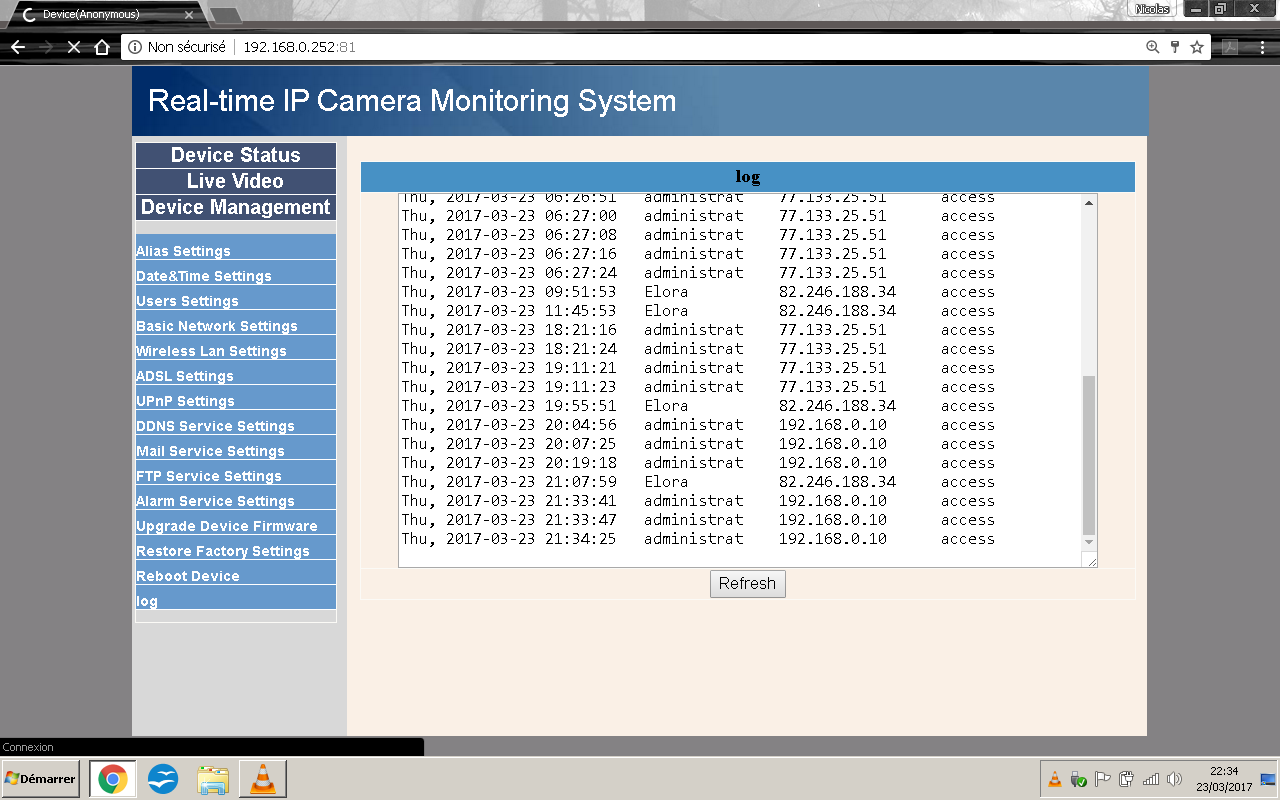 Device(Anonymous)
Nicolas
Non sécurisé 192.168.0.252:81
Real-time IP Camera Monitoring System
Device Status
Live Video
Device Management
Alias Settings
Date&Time Settings
Users Settings
Basic Network Settings
Wireless Lan Settings
ADSL Settings
UPnP Settings
DDNS Service Settings
Mail Service Settings
FTP Service Settings
Alarm Service Settings
Upgrade Device Firmware
Restore Factory Settings
Reboot Device
log
log
Thu, 2017-03-23 06:26:51 administrat 77.133.25.51 access
Thu, 2017-03-23 06:27:00 administrat 77.133.25.51 access
Thu, 2017-03-23 06:27:08 administrat 77.133.25.51 access
Thu, 2017-03-23 06:27:16 administrat 77.133.25.51 access
Thu, 2017-03-23 06:27:24 administrat 77.133.25.51 access
Thu, 2017-03-23 09:51:53 Elora 82.246.188.34 access
Thu, 2017-03-23 11:45:53 Elora 82.246.188.34 access
Thu, 2017-03-23 18:21:16 administrat 77.133.25.51 access
Thu, 2017-03-23 18:21:24 administrat 77.133.25.51 access
Thu, 2017-03-23 19:11:21 administrat 77.133.25.51 access
Thu, 2017-03-23 19:11:23 administrat 77.133.25.51 access
Thu, 2017-03-23 19:55:51 Elora 82.246.188.34 access
Thu, 2017-03-23 20:04:56 administrat 192.168.0.10 access
Thu, 2017-03-23 20:07:25 administrat 192.168.0.10 access
Thu, 2017-03-23 20:19:18 administrat 192.168.0.10 access
Thu, 2017-03-23 21:07:59 Elora 82.246.188.34 access
Thu, 2017-03-23 21:33:41 administrat 192.168.0.10 access
Thu, 2017-03-23 21:33:47 administrat 192.168.0.10 access
Thu, 2017-03-23 21:34:25 administrat 192.168.0.10 access
Refresh
Connexion
Démarrer
22:34
23/03/2017